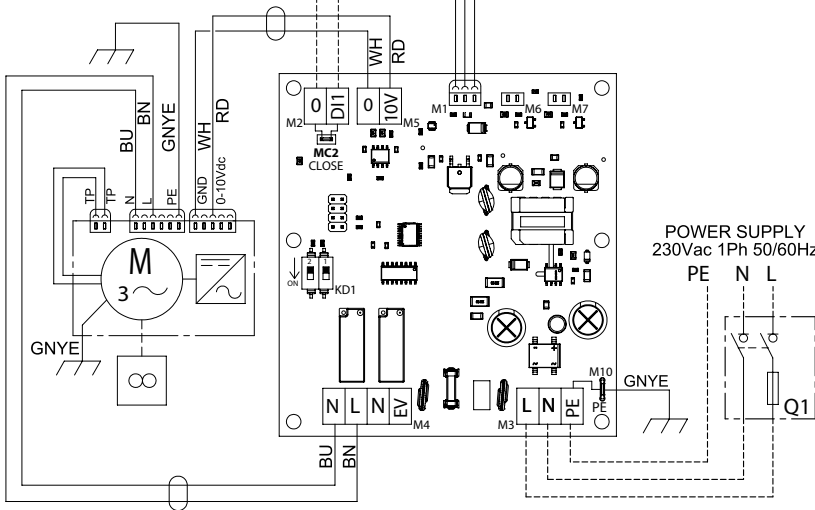 WH
RD
BU
BN
GNYE
WH
RD
0
DI1
0
10V
M2
M5
M1
M6
M7
MC2
CLOSE
TP
TP
N
L
PE
GND
0-10Vdc
M
3
GNYE
ON
2
1
KD1
POWER SUPPLY
230Vac 1Ph 50/60Hz
PE
N
L
Q1
M10
PE
GNYE
N
L
N
EV
M4
L
N
PE
M3
BU
BN